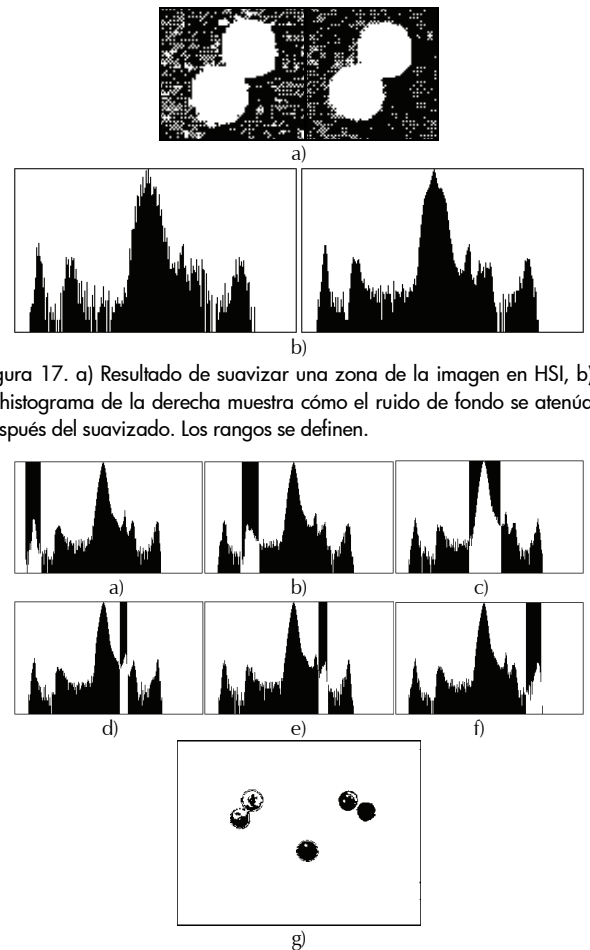 a)
b)
gura 17. a) Resultado de suavizar una zona de la imagen en HSI, b)
histograma de la derecha muestra cómo el ruido de fondo se atenúa
spués del suavizado. Los rangos se definen.
a) b) c)
d) e) f)
g)